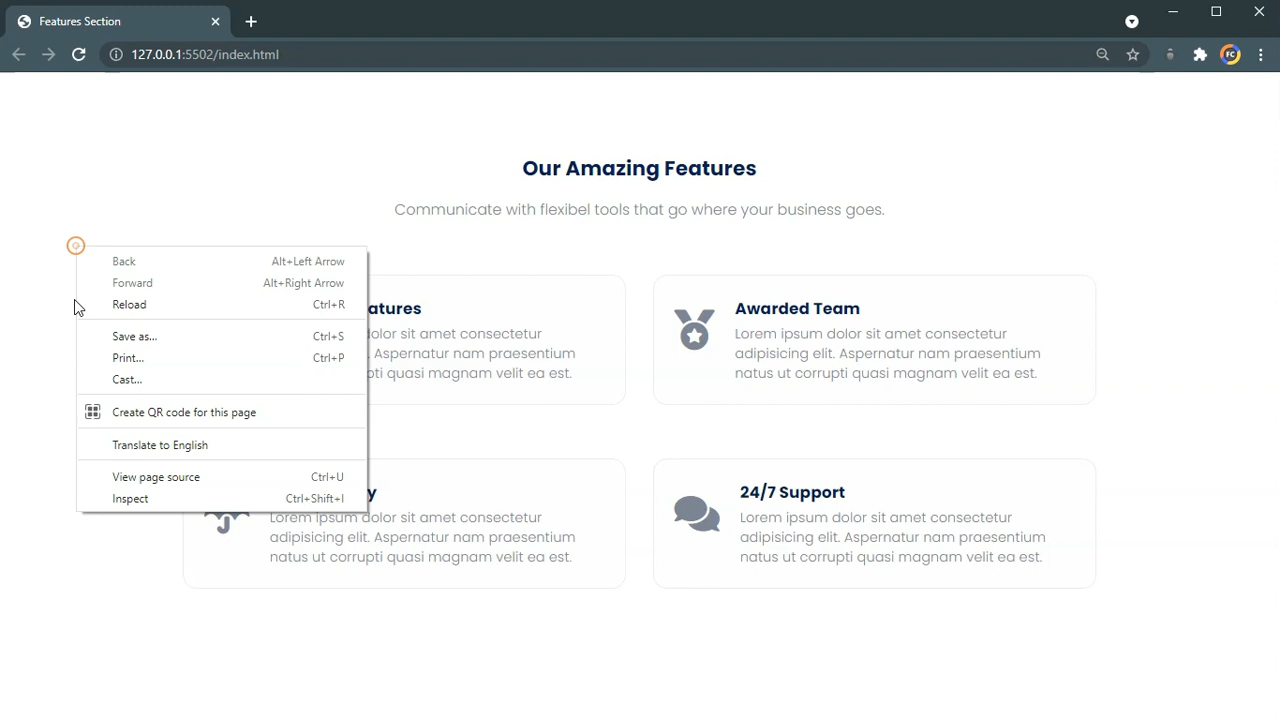 Features Section
127.0.0.1:5502/index.html
FC
Our Amazing Features
Communicate with flexibel tools that go where your business goes.
Back Alt+Left Arrow
Forward Alt+Right Arrow
Reload Ctrl+R
Save as... Ctrl+S
Print... Ctrl+P
Cast...
Create QR code for this page
Translate to English
View page source Ctrl+U
Inspect Ctrl+Shift+I
atures
olor sit amet consectetur
. Aspernatur nam praesentium
pti quasi magnam velit ea est.
Awarded Team
Lorem ipsum dolor sit amet consectetur
adipisicing elit. Aspernatur nam praesentium
natus ut corrupti quasi magnam velit ea est.
y
Lorem ipsum dolor sit amet consectetur
adipisicing elit. Aspernatur nam praesentium
natus ut corrupti quasi magnam velit ea est.
24/7 Support
Lorem ipsum dolor sit amet consectetur
adipisicing elit. Aspernatur nam praesentium
natus ut corrupti quasi magnam velit ea est.